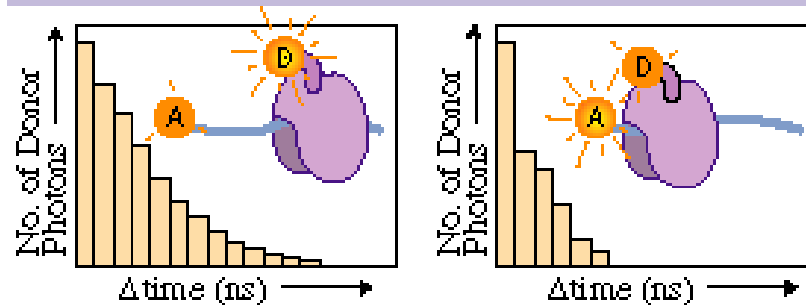 No. of Donor
Photons
D
A
Δtime (ns)
No. of Donor
Photons
D
A
Δtime (ns)